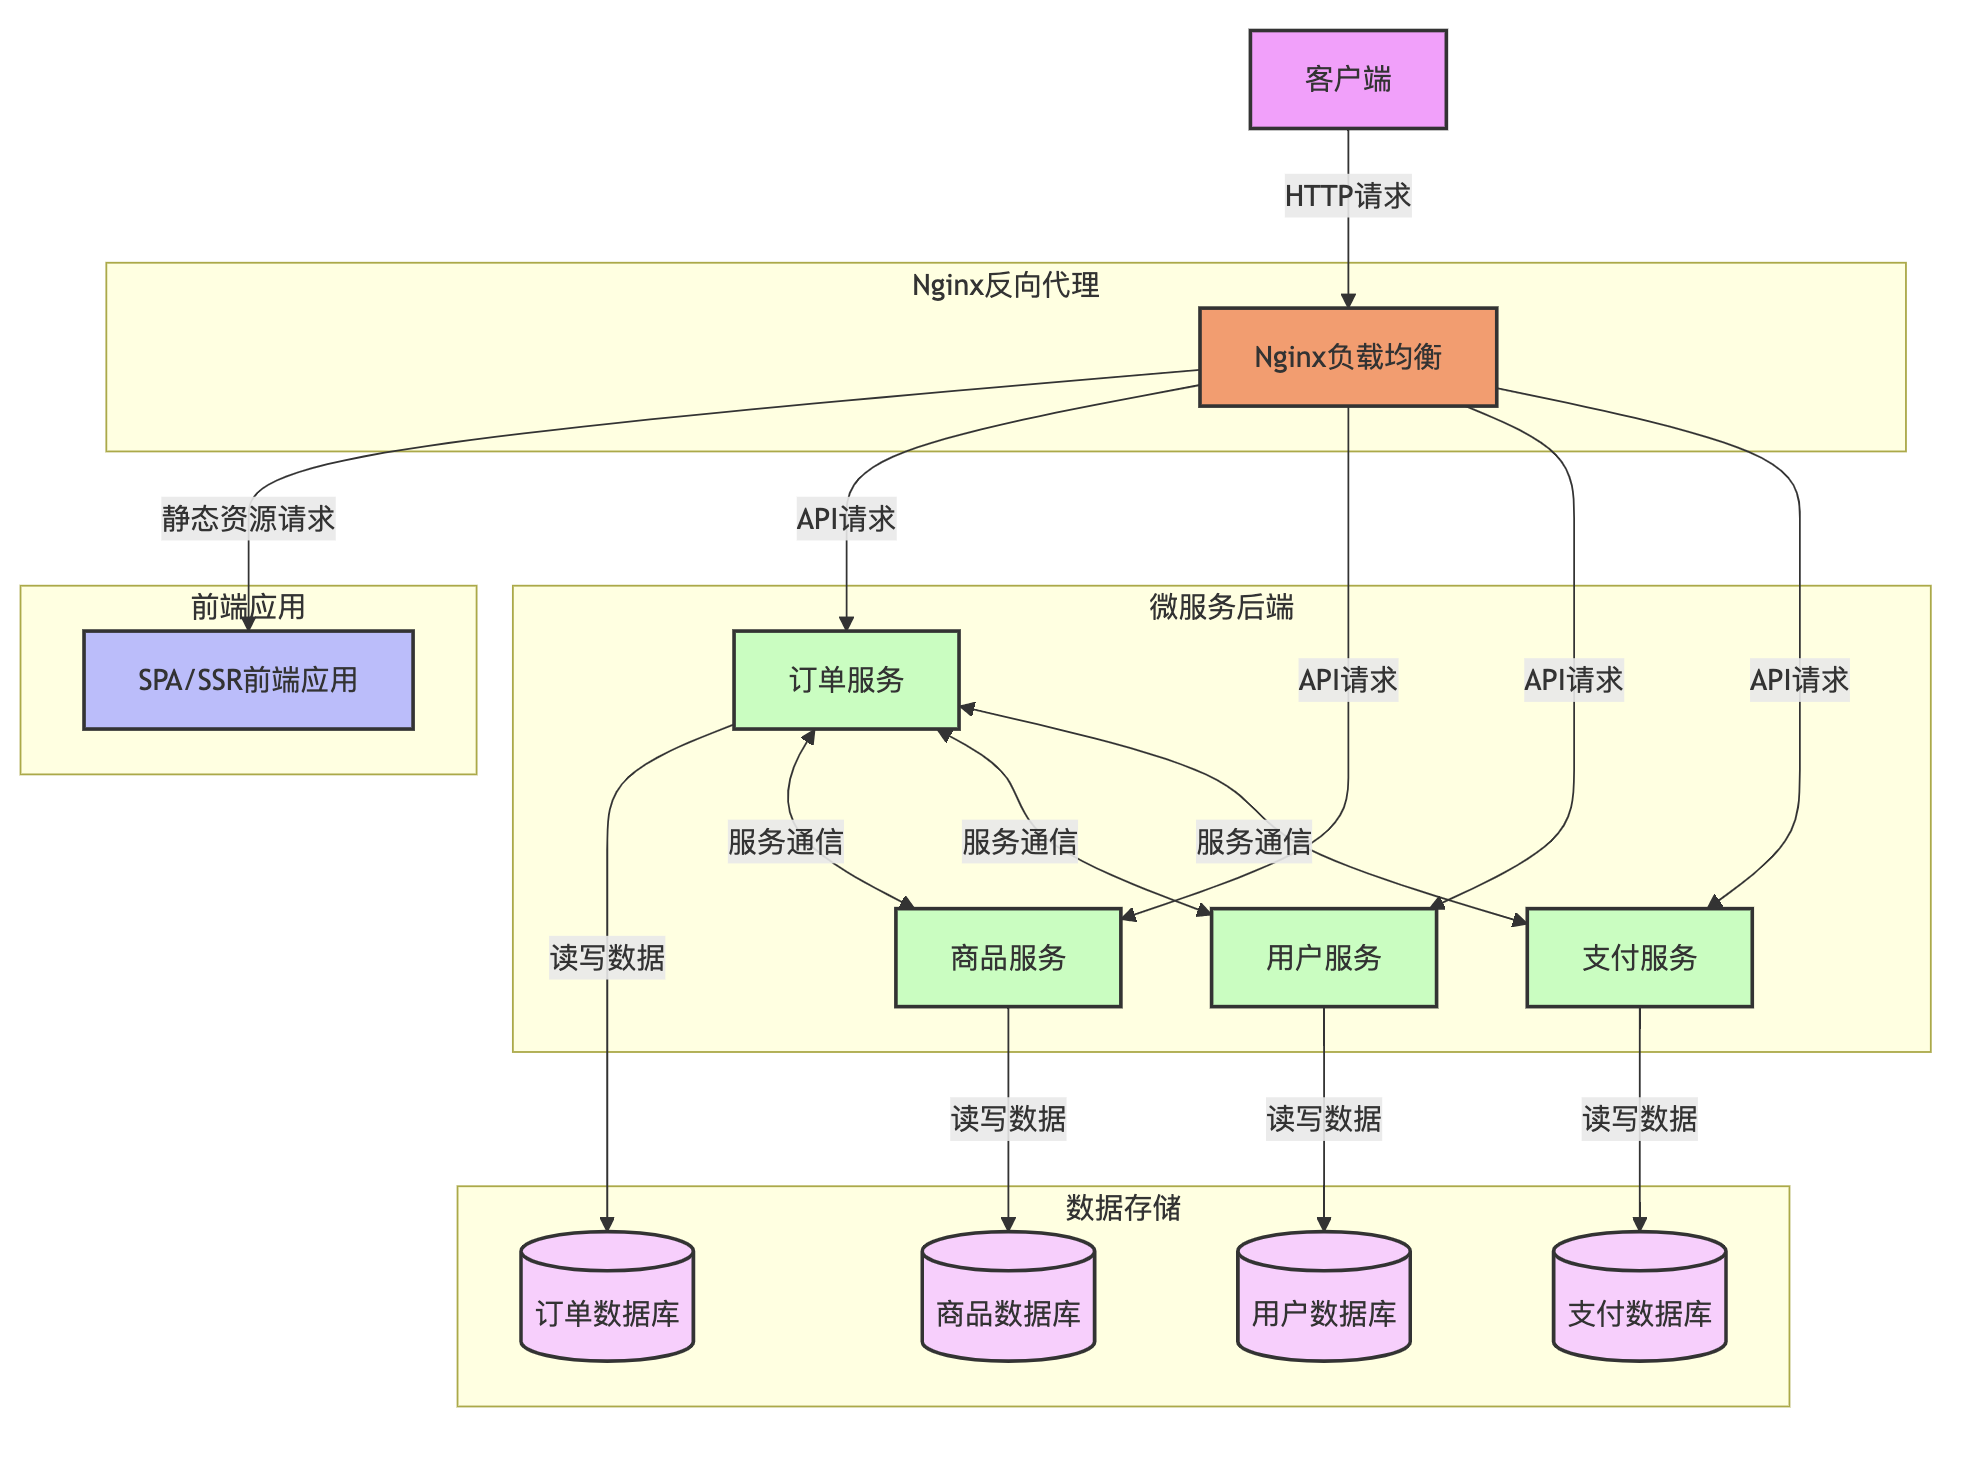 客户端
HTTP请求
Nginx反向代理
Nginx负载均衡
静态资源请求
API请求
前端应用
微服务后端
SPA/SSR前端应用
订单服务
API请求
API请求
API请求
服务通信
服务通信
服务通信
读写数据
商品服务
用户服务
支付服务
读写数据
读写数据
读写数据
数据存储
订单数据库
商品数据库
用户数据库
支付数据库